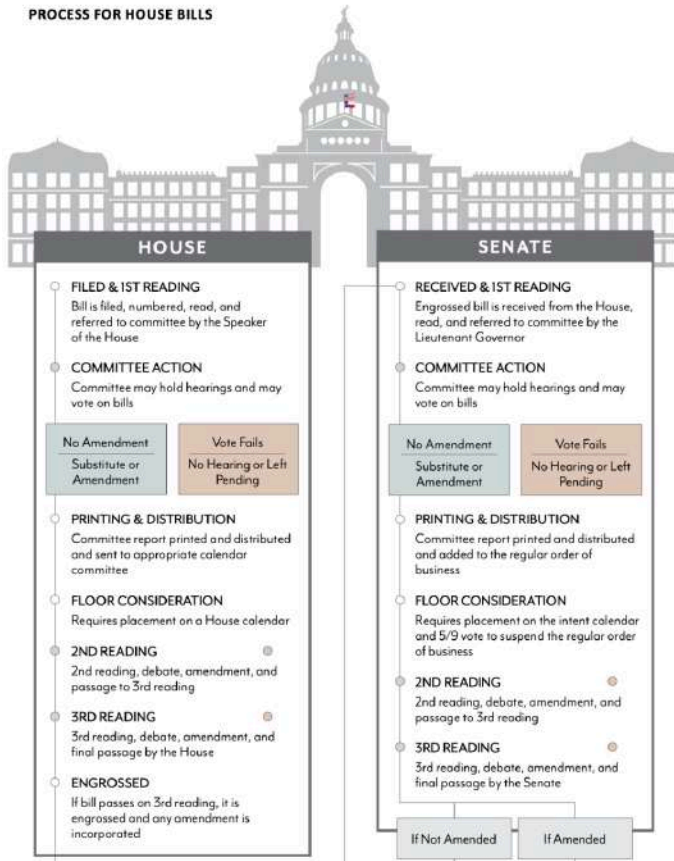 PROCESS FOR HOUSE BILLS
HOUSE
FILED & 1ST READING
Bill is filed, numbered, read, and
referred to committee by the Speaker
of the House
COMMITTEE ACTION
Committee may hold hearings and may
vote on bills
No Amendment
Substitute or
Amendment
Vote Fails
No Hearing or Left
Pending
PRINTING & DISTRIBUTION
Committee report printed and distributed
and sent to appropriate calendar
committee
FLOOR CONSIDERATION
Requires placement on a House calendar
2ND READING
2nd reading, debate, amendment, and
passage to 3rd reading
3RD READING
3rd reading, debate, amendment, and
final passage by the House
ENGROSSED
If bill passes on 3rd reading, it is
engrossed and any amendment is
incorporated
SENATE
RECEIVED & 1ST READING
Engrossed bill is received from the House,
read, and referred to committee by the
Lieutenant Governor
COMMITTEE ACTION
Committee may hold hearings and may
vote on bills
No Amendment
Substitute or
Amendment
Vote Fails
No Hearing or Left
Pending
PRINTING & DISTRIBUTION
Committee report printed and distributed
and added to the regular order of
business
FLOOR CONSIDERATION
Requires placement on the intent calendar
and 5/9 vote to suspend the regular order
of business
2ND READING
2nd reading, debate, amendment, and
passage to 3rd reading
3RD READING
3rd reading, debate, amendment, and
final passage by the Senate
If Not Amended
If Amended